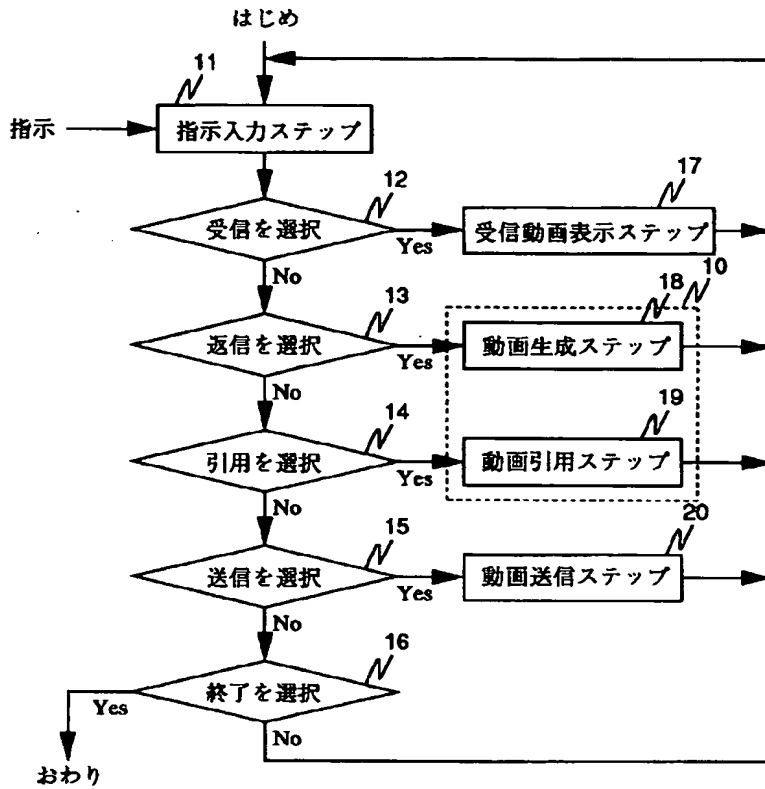 はじめ
11
指示
指示入力ステップ
12
受信を選択
Yes
No
17
受信動画表示ステップ
10
13
返信を選択
Yes
No
18
動画生成ステップ
14
引用を選択
Yes
No
19
動画引用ステップ
15
送信を選択
Yes
No
20
動画送信ステップ
16
終了を選択
Yes
No
おわり